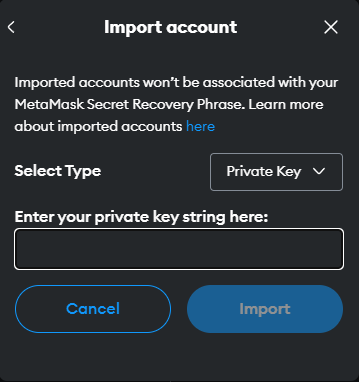 Import account
Imported accounts won't be associated with your
MetaMask Secret Recovery Phrase. Learn more
about imported accounts here
Select Type
Private Key
Enter your private key string here:
Cancel
Import